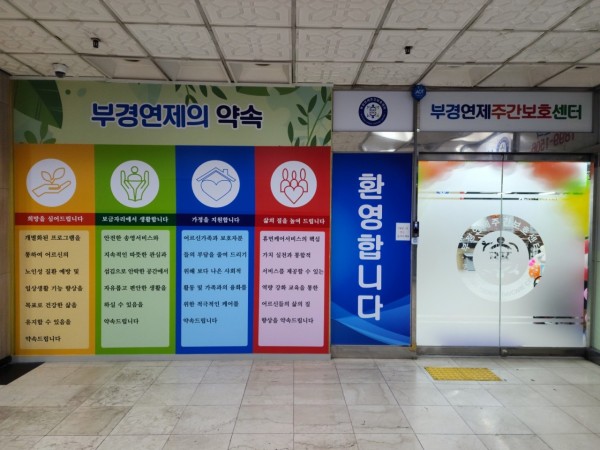 부경연제의 약속
희망을 심어드립니다
개별화된 프로그램을
통하여 어르신의
노인성 질환 예방 및
일상생활 기능 향상을
목표로 건강한 삶을
유지할 수 있음을
약속드립니다
보금자리에서 생활합니다
안전한 송영서비스와
지속적인 따뜻한 관심과
섬김으로 안락한 공간에서
자유롭고 편안한 생활을
하실 수 있음을
약속드립니다
가정을 지원합니다
어르신가족과 보호자분
들의 부담을 줄여 드리기
위해 보다 나은 사회적
활동 및 가족과의 융화를
위한 적극적인 케어를
약속드립니다
삶의 질을 높여 드립니다
휴먼케어서비스의 핵심
가치 실현과 통합적
서비스를 제공할 수 있는
역량 강화 교육을 통한
어르신들의 삶의 질
향상을 약속드립니다
환영합니다
부경연제주간보호센터